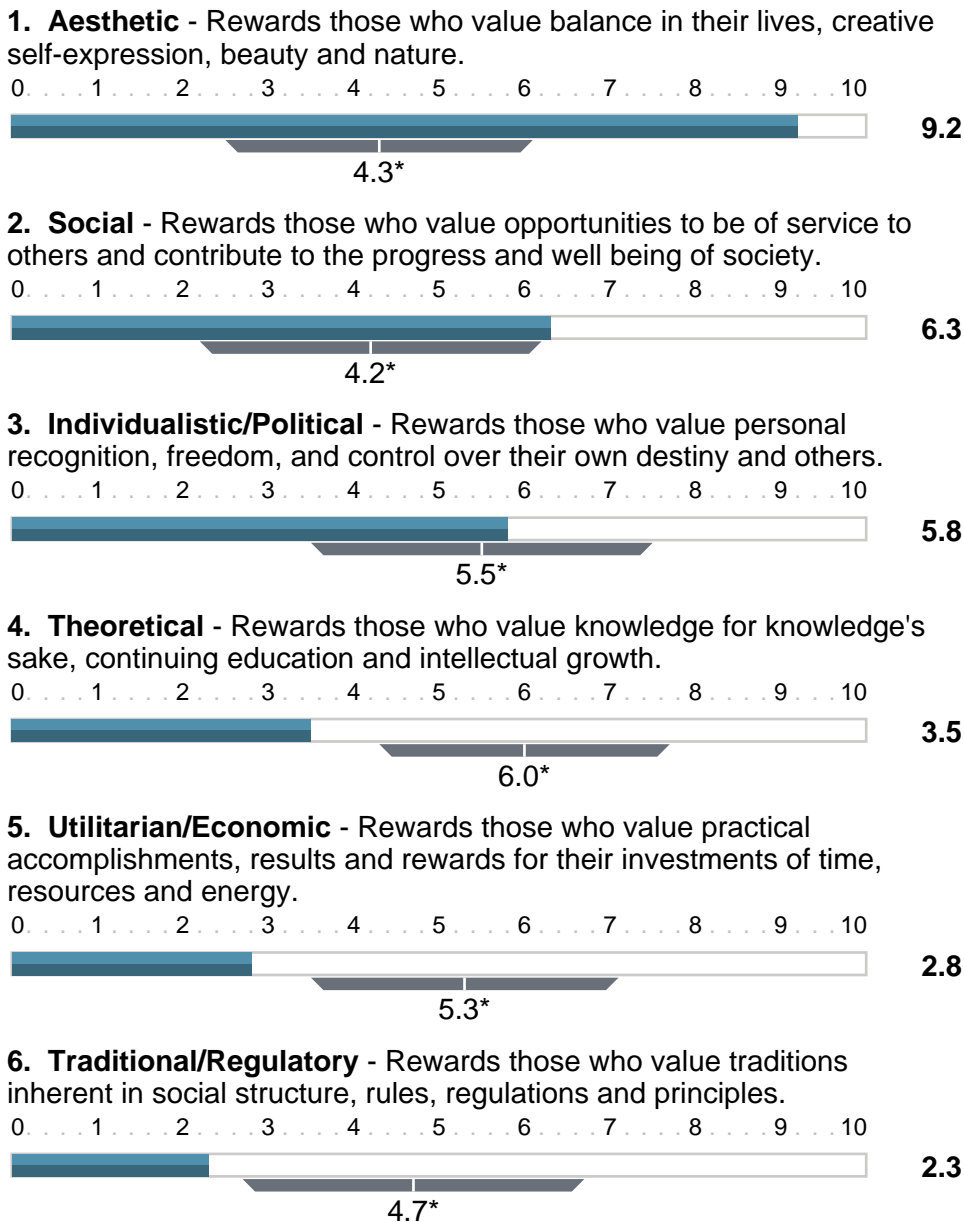 1. Aesthetic - Rewards those who value balance in their lives, creative
self-expression, beauty and nature.
0. . . . 1 . . . . 2 . . . . 3 . . . . 4 . . . . 5 . . . . 6 . . . . 7 . . . . 8 . . . . 9 . . . 10
9.2
4.3*
2. Social - Rewards those who value opportunities to be of service to
others and contribute to the progress and well being of society.
0. . . . 1 . . . . 2 . . . . 3 . . . . 4 . . . . 5 . . . . 6 . . . . 7 . . . . 8 . . . . 9 . . . 10
6.3
4.2*
3. Individualistic/Political - Rewards those who value personal
recognition, freedom, and control over their own destiny and others.
0. . . . 1 . . . . 2 . . . . 3 . . . . 4 . . . . 5 . . . . 6 . . . . 7 . . . . 8 . . . . 9 . . . 10
5.8
5.5*
4. Theoretical - Rewards those who value knowledge for knowledge's
sake, continuing education and intellectual growth.
0. . . . 1 . . . . 2 . . . . 3 . . . . 4 . . . . 5 . . . . 6 . . . . 7 . . . . 8 . . . . 9 . . . 10
3.5
6.0*
5. Utilitarian/Economic - Rewards those who value practical
accomplishments, results and rewards for their investments of time,
resources and energy.
0. . . . 1 . . . . 2 . . . . 3 . . . . 4 . . . . 5 . . . . 6 . . . . 7 . . . . 8 . . . . 9 . . . 10
2.8
5.3*
6. Traditional/Regulatory - Rewards those who value traditions
inherent in social structure, rules, regulations and principles.
0. . . . 1 . . . . 2 . . . . 3 . . . . 4 . . . . 5 . . . . 6 . . . . 7 . . . . 8 . . . . 9 . . . 10
2.3
4.7*